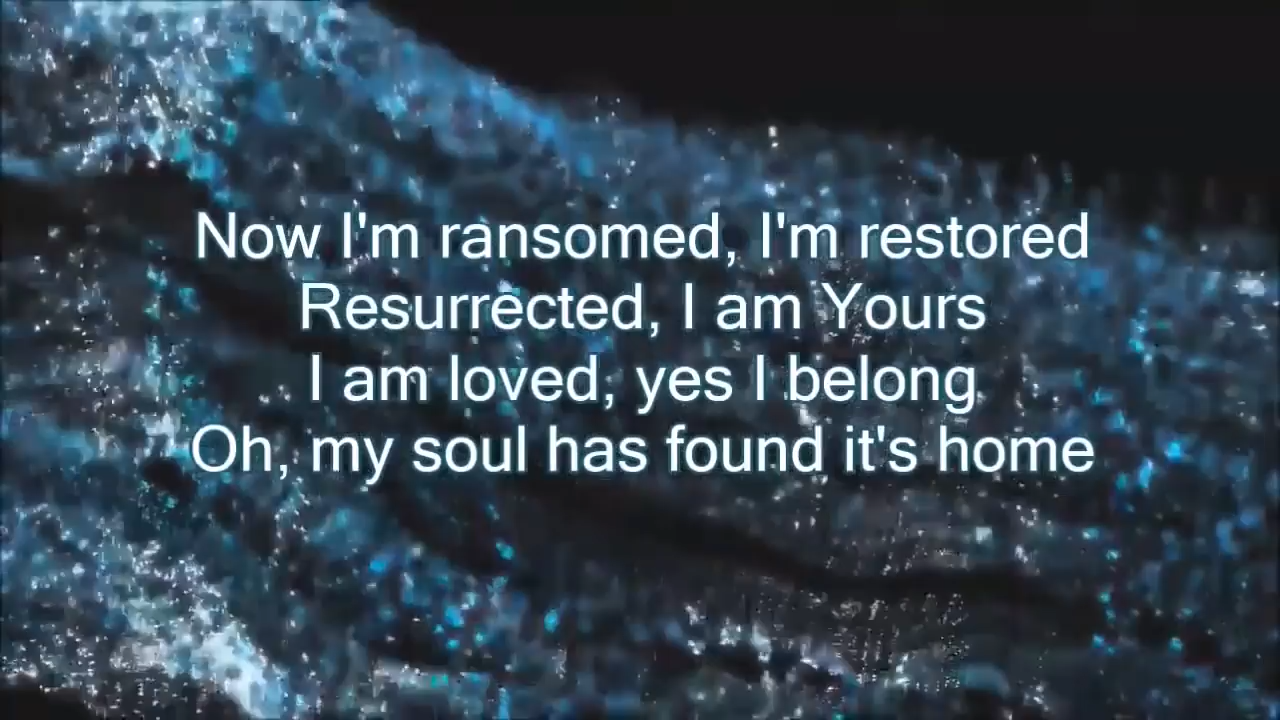 Now I'm ransomed, I'm restored
Resurrected, I am Yours
I am loved, yes I belong
Oh, my soul has found it's home